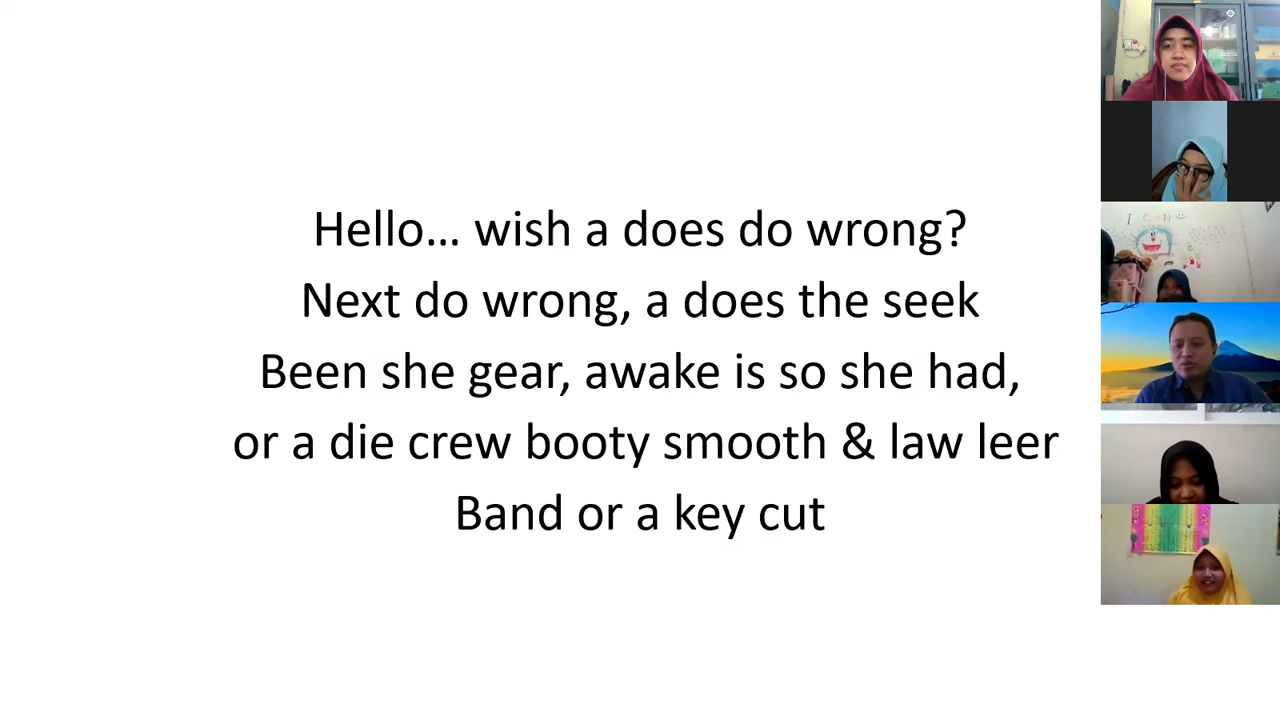 Hello… wish a does do wrong?
Next do wrong, a does the seek
Been she gear, awake is so she had,
or a die crew booty smooth & law leer
Band or a key cut
I C N